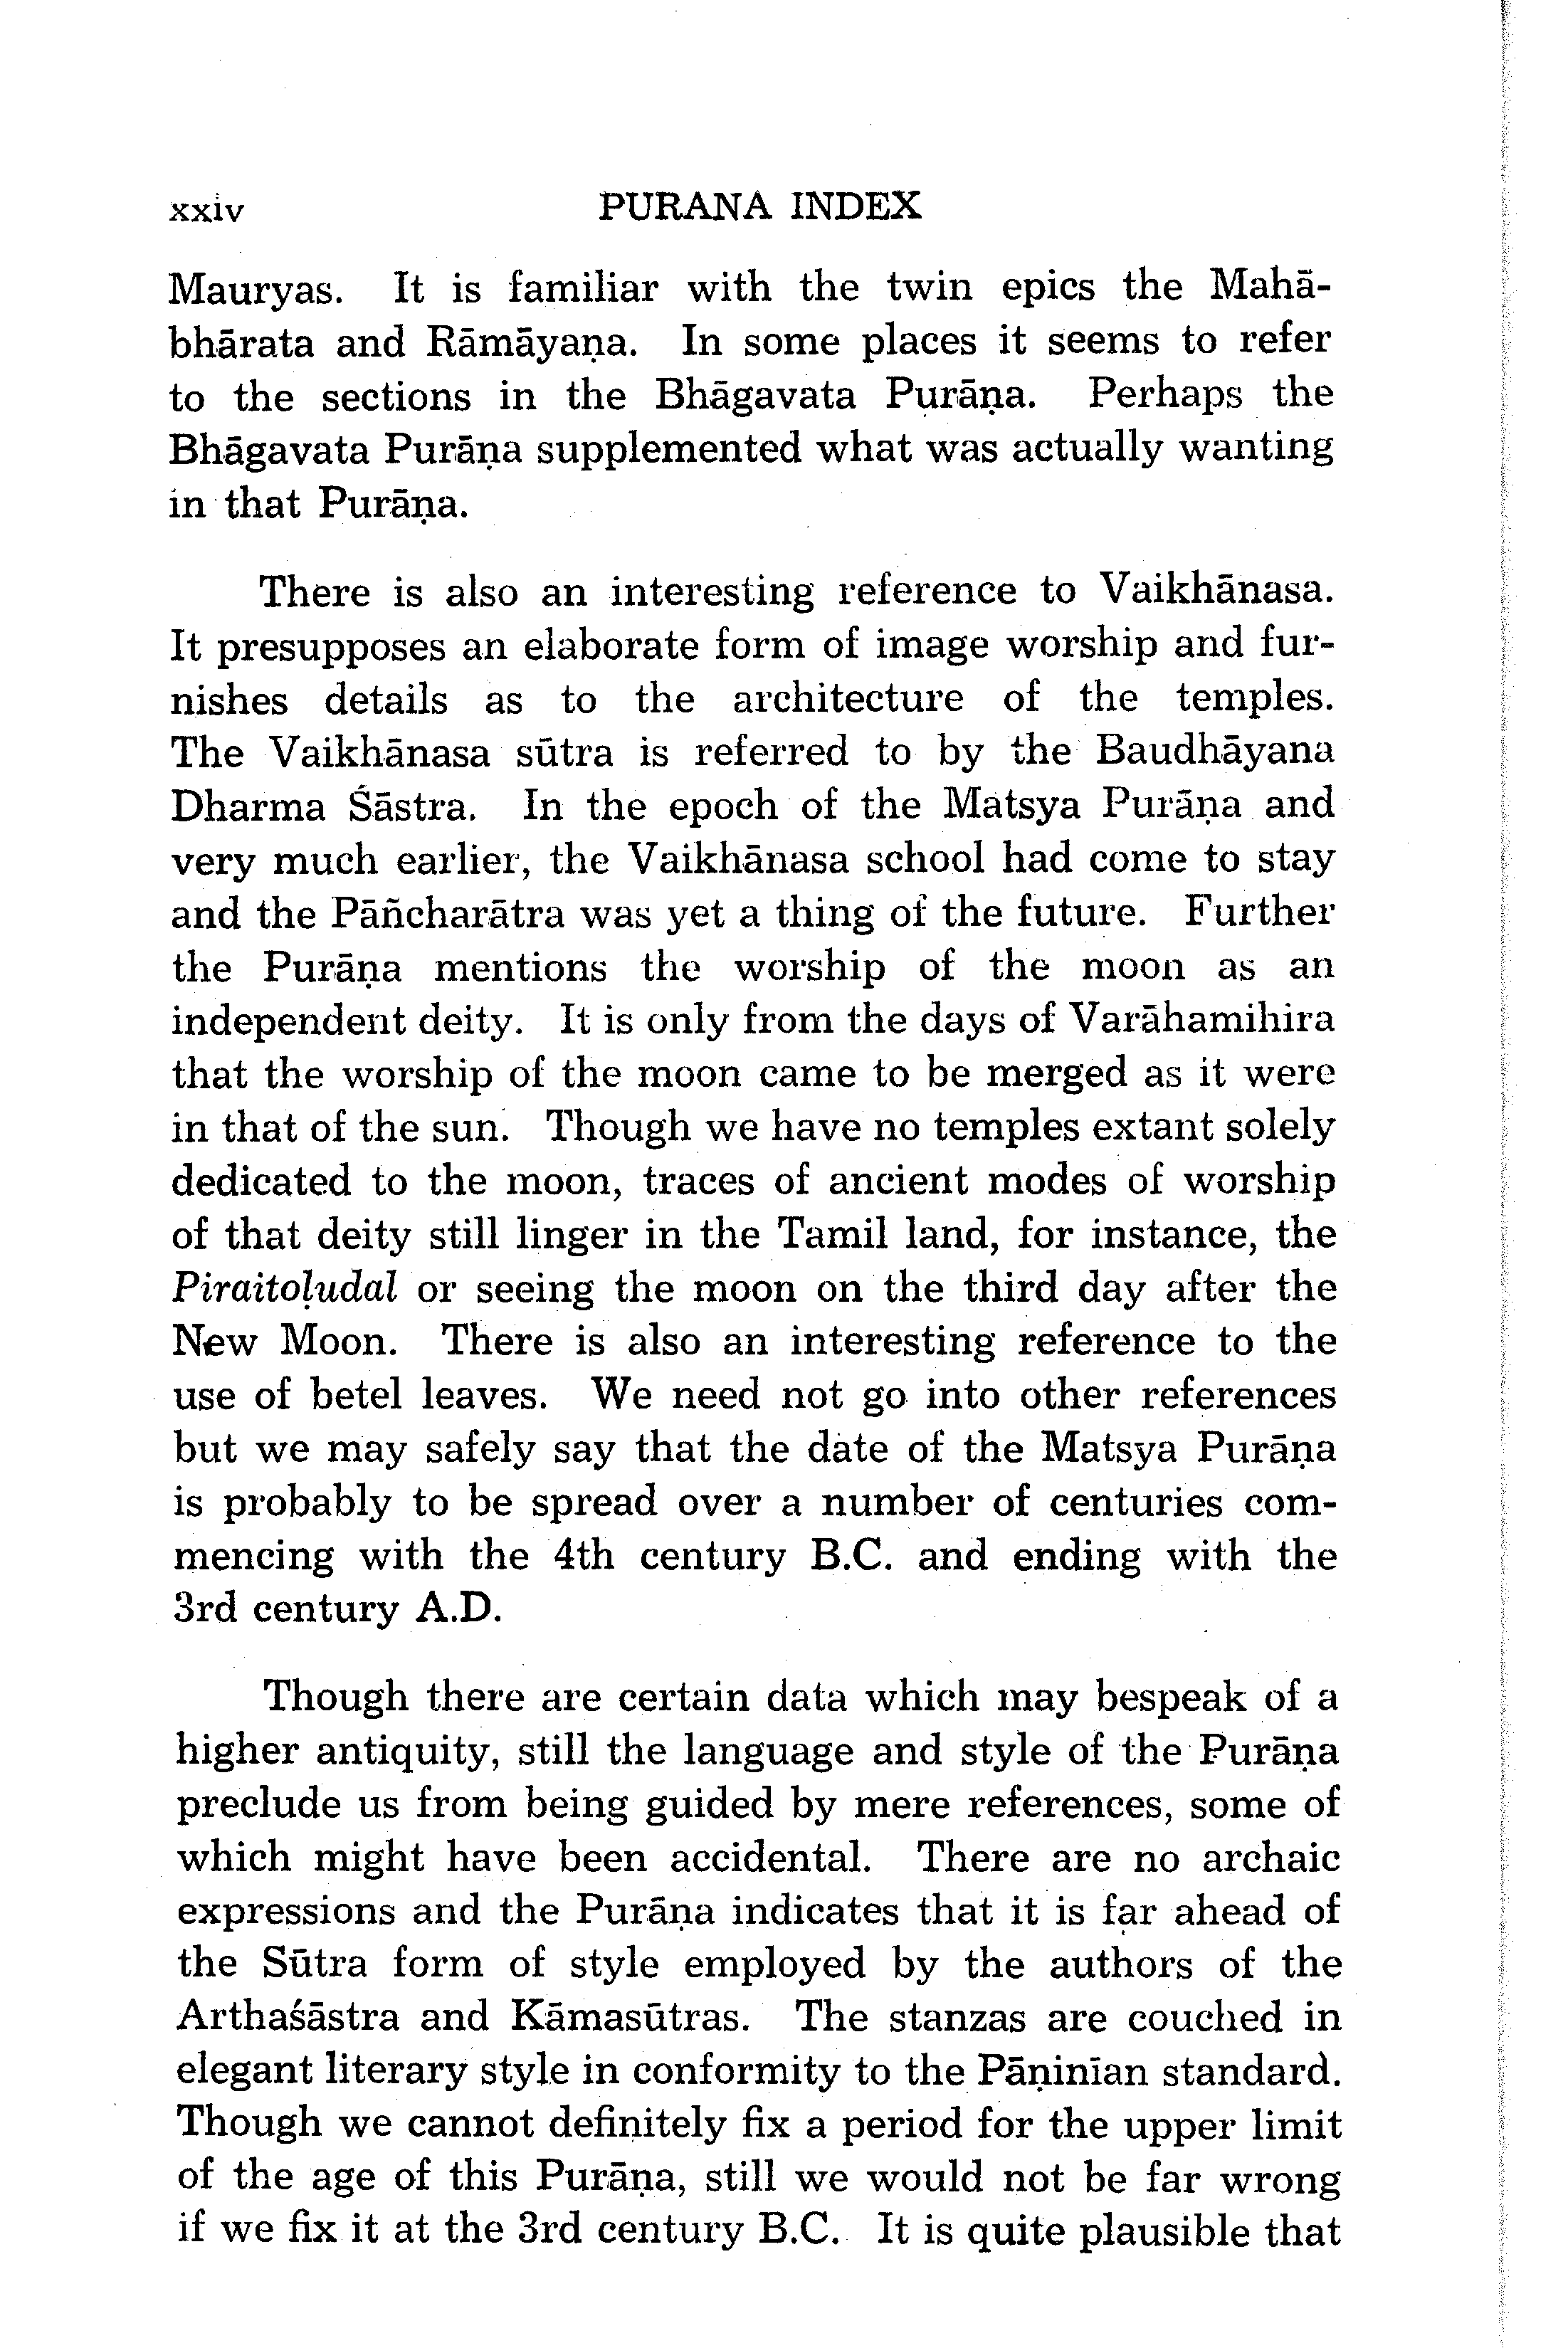 xxiv PURANA INDEX
Mauryas. It is familiar with the twin epics the Mahā-
bhārata and Rāmāyaṇa. In some places it seems to refer
to the sections in the Bhāgavata Purāṇa. Perhaps the
Bhāgavata Purāṇa supplemented what was actually wanting
in that Purāṇa.
There is also an interesting reference to Vaikhānasa.
It presupposes an elaborate form of image worship and fur-
nishes details as to the architecture of the temples.
The Vaikhānasa sūtra is referred to by the Baudhāyana
Dharma Śāstra. In the epoch of the Matsya Purāṇa and
very much earlier, the Vaikhānasa school had come to stay
and the Pāñcharātra was yet a thing of the future. Further
the Purāṇa mentions the worship of the moon as an
independent deity. It is only from the days of Varāhamihira
that the worship of the moon came to be merged as it were
in that of the sun. Though we have no temples extant solely
dedicated to the moon, traces of ancient modes of worship
of that deity still linger in the Tamil land, for instance, the
Piraitoḷudal or seeing the moon on the third day after the
New Moon. There is also an interesting reference to the
use of betel leaves. We need not go into other references
but we may safely say that the date of the Matsya Purāṇa
is probably to be spread over a number of centuries com-
mencing with the 4th century B.C. and ending with the
3rd century A.D.
Though there are certain data which may bespeak of a
higher antiquity, still the language and style of the Purāṇa
preclude us from being guided by mere references, some of
which might have been accidental. There are no archaic
expressions and the Purāṇa indicates that it is far ahead of
the Sūtra form of style employed by the authors of the
Arthaśāstra and Kāmasūtras. The stanzas are couched in
elegant literary style in conformity to the Pāṇinīan standard.
Though we cannot definitely fix a period for the upper limit
of the age of this Purāṇa, still we would not be far wrong
if we fix it at the 3rd century B.C. It is quite plausible that